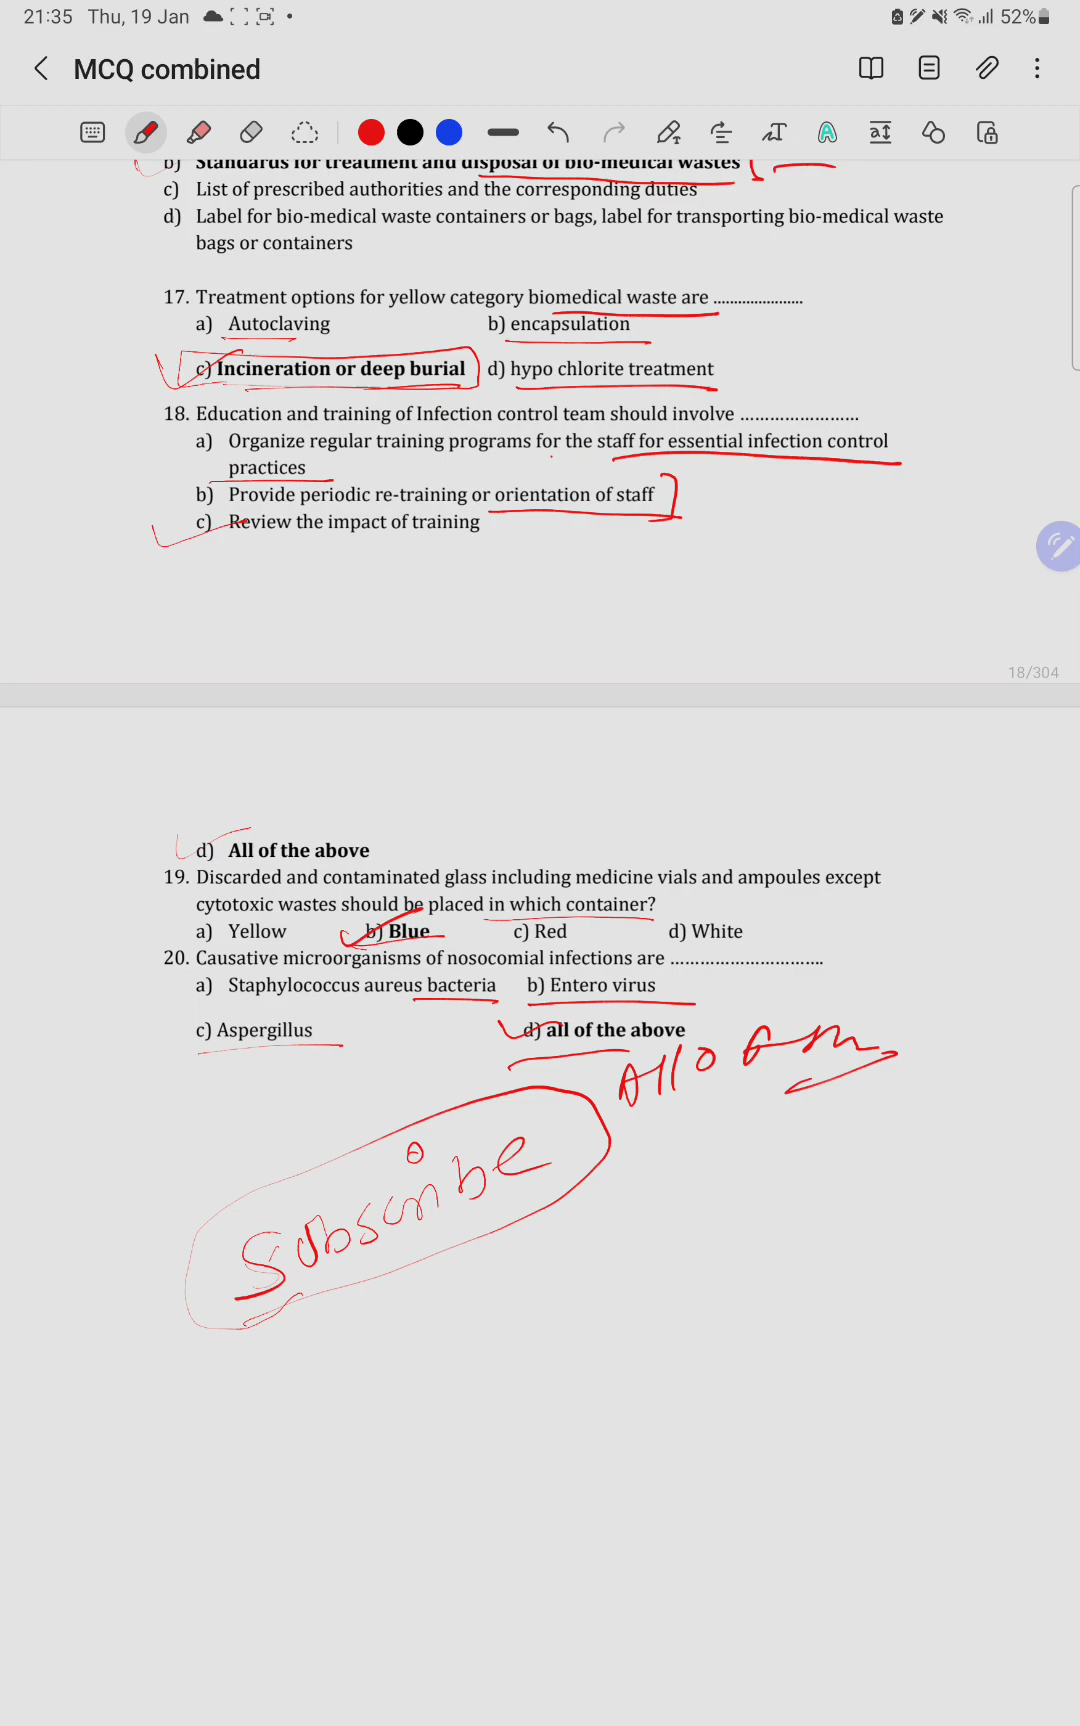 21:35 Thu, 19 Jan
52%
MCQ combined
b) Standards for treatment and disposal of bio-medical wastes
c) List of prescribed authorities and the corresponding duties
d) Label for bio-medical waste containers or bags, label for transporting bio-medical waste
bags or containers
17. Treatment options for yellow category biomedical waste are ......................
a) Autoclaving b) encapsulation
c) Incineration or deep burial d) hypo chlorite treatment
18. Education and training of Infection control team should involve ........................
a) Organize regular training programs for the staff for essential infection control
practices
b) Provide periodic re-training or orientation of staff
c) Review the impact of training
18/304
d) All of the above
19. Discarded and contaminated glass including medicine vials and ampoules except
cytotoxic wastes should be placed in which container?
a) Yellow b) Blue c) Red d) White
20. Causative microorganisms of nosocomial infections are ..............................
a) Staphylococcus aureus bacteria b) Entero virus
c) Aspergillus d) all of the above
All
Subscribe